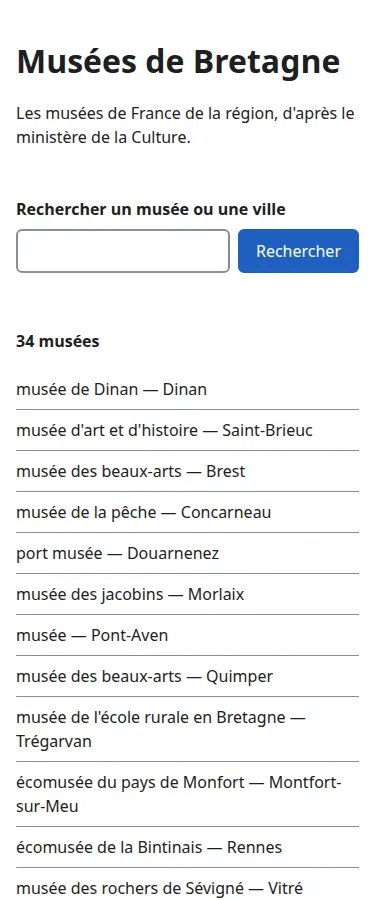 Musées de Bretagne
Les musées de France de la région, d'après le
ministère de la Culture.
Rechercher un musée ou une ville
Rechercher
34 musées
musée de Dinan — Dinan
musée d'art et d'histoire — Saint-Brieuc
musée des beaux-arts — Brest
musée de la pêche — Concarneau
port musée — Douarnenez
musée des jacobins — Morlaix
musée — Pont-Aven
musée des beaux-arts — Quimper
musée de l'école rurale en Bretagne —
Trégarvan
écomusée du pays de Monfort — Montfort-
sur-Meu
écomusée de la Bintinais — Rennes
musée des rochers de Sévigné — Vitré